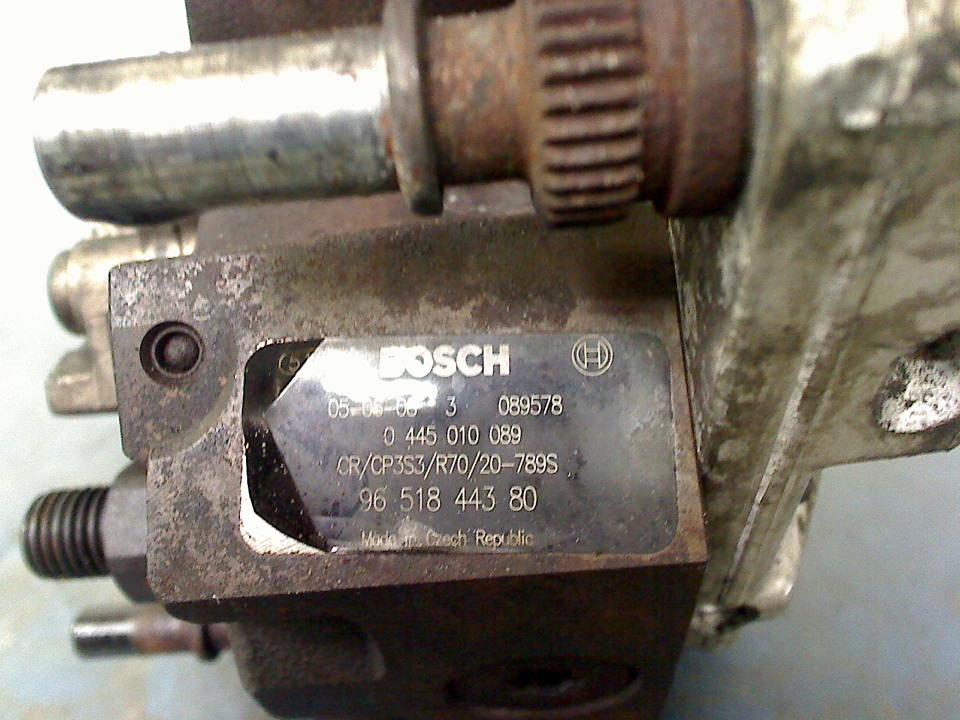 BOSCH
3 089578
0 445 010 089
CR/CP3S3/R70/20-789S
96 518 443 80
Made in Czech Republic